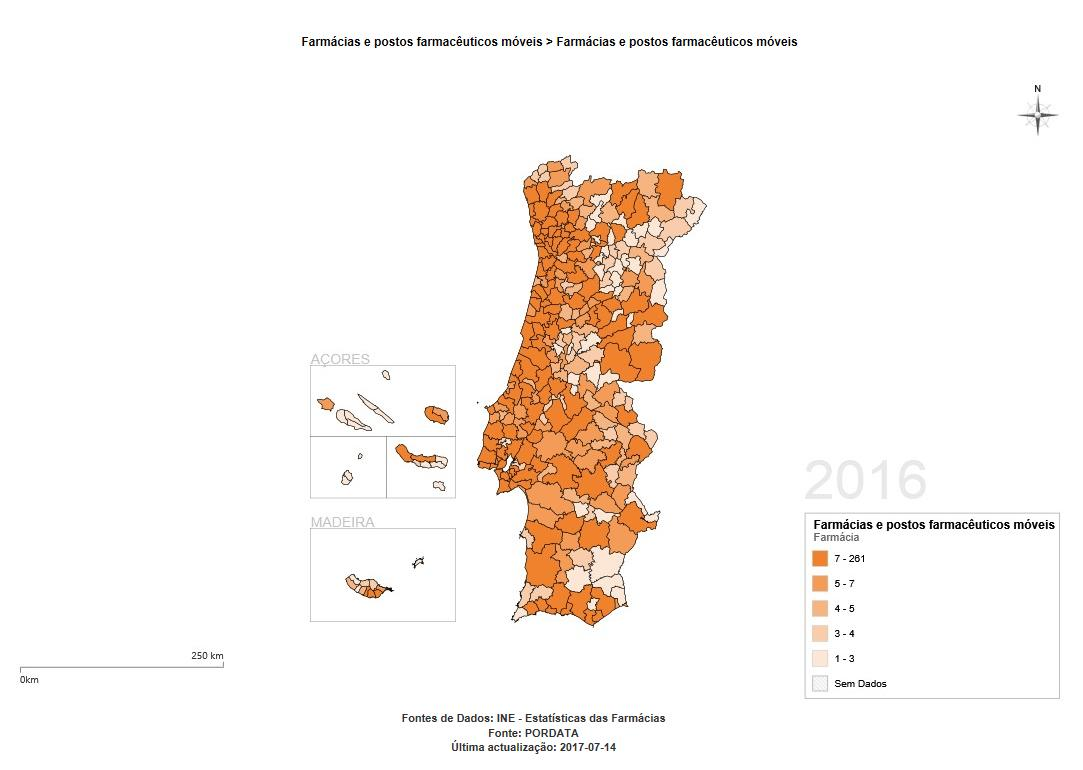 Farmácias e postos farmacêuticos móveis > Farmácias e postos farmacêuticos móveis
N
AÇORES
MADEIRA
2016
Farmácias e postos farmacêuticos móveis
Farmácia
7 - 261
5 - 7
4 - 5
3 - 4
1 - 3
Sem Dados
250 km
0km
Fontes de Dados: INE - Estatísticas das Farmácias
Fonte: PORDATA
Última actualização: 2017-07-14